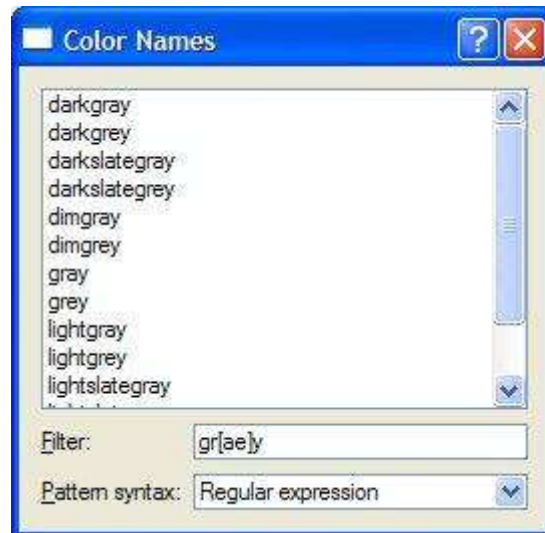 Color Names
darkgray
darkgrey
darkslategray
darkslategrey
dimgray
dimgrey
gray
grey
lightgray
lightgrey
lightslategray
Filter: gr[ae]y
Pattern syntax: Regular expression